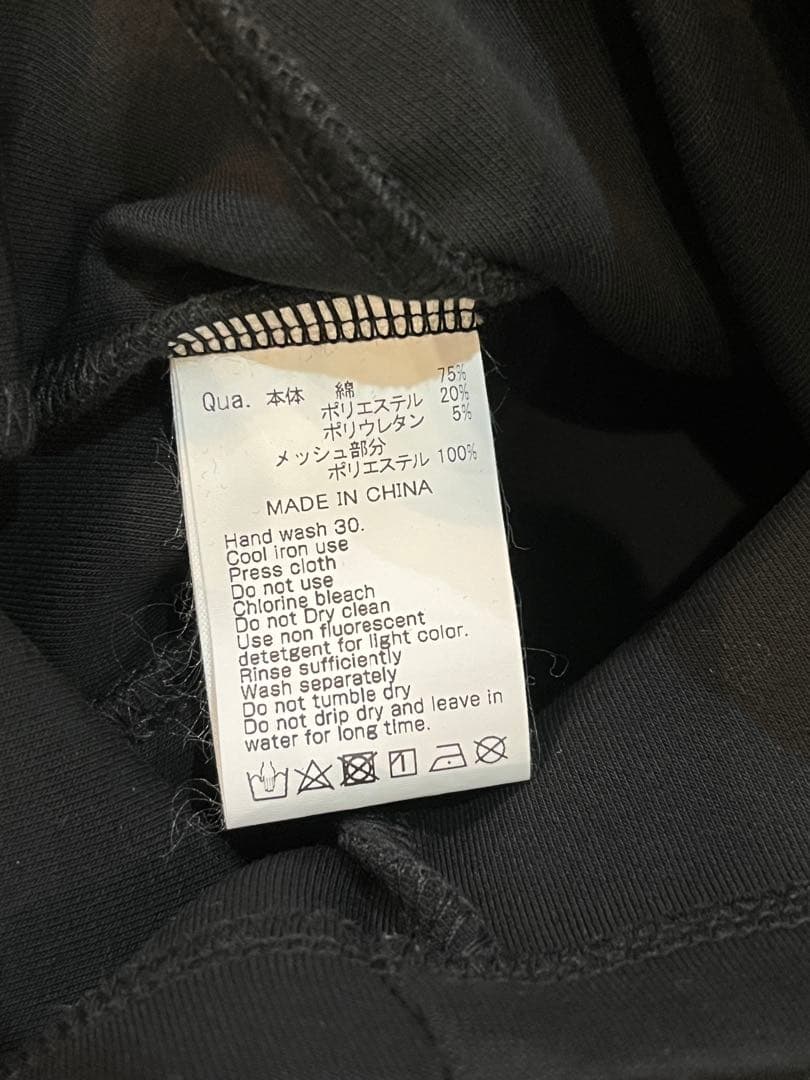 Qua. 本体 綿 75%
ポリエステル 20%
ポリウレタン 5%
メッシュ部分
ポリエステル 100%
MADE IN CHINA
Hand wash 30.
Cool iron use
Press cloth
Do not use
Chlorine bleach
Do not Dry clean
Use non fluorescent
detetgent for light color.
Rinse sufficiently
Wash separately
Do not tumble dry
Do not drip dry and leave in
water for long time.